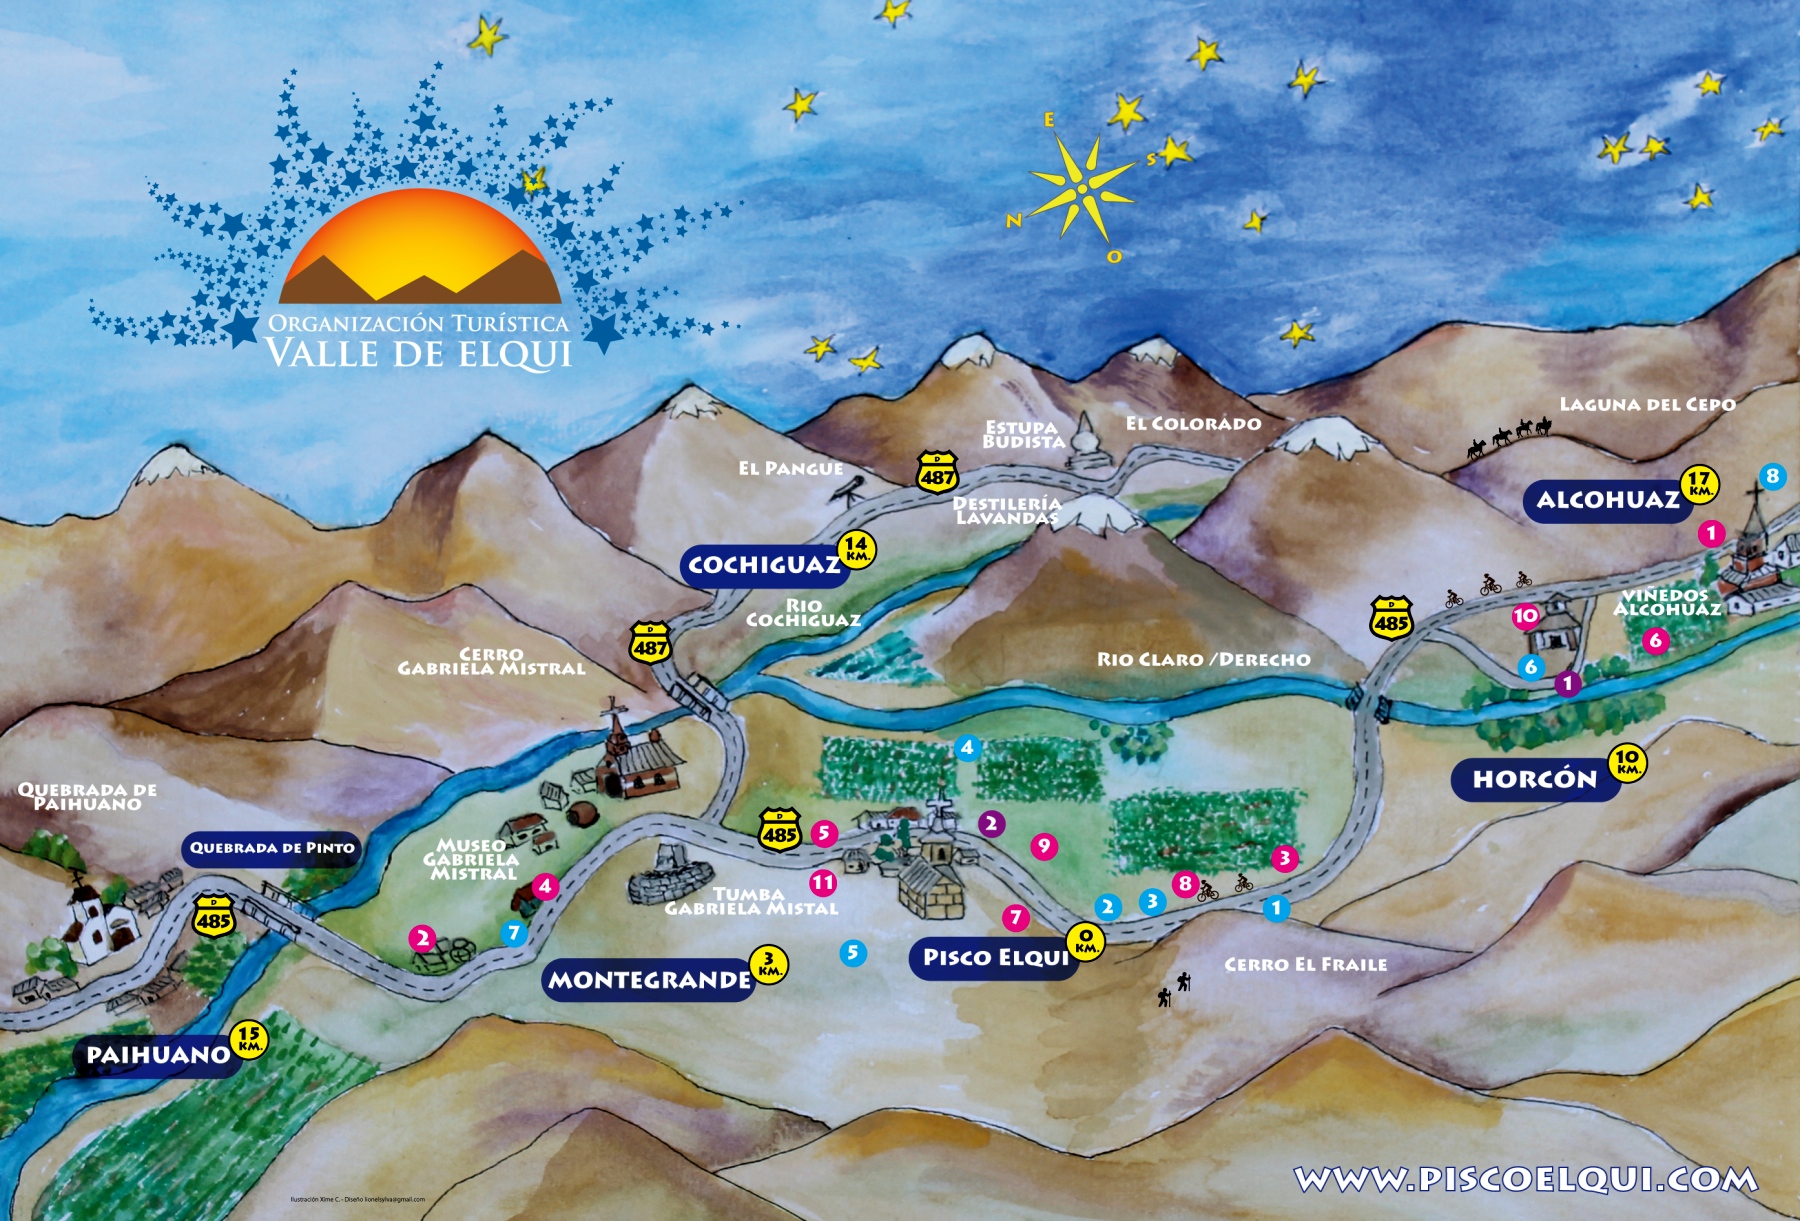 E
S
N
O
Organización Turística
Valle de Elqui
Laguna del Cepo
Estupa
Budista
El Colorado
El Pangue
D
487
Destilería
Lavandas
ALCOHUAZ
17
KM.
8
1
COCHIGUAZ
14
KM.
Rio
Cochiguaz
D
487
D
485
10
viñedos
Alcohuaz
6
6
1
Cerro
Gabriela Mistral
Rio Claro /Derecho
4
HORCÓN
10
KM.
Quebrada de
Paihuano
Quebrada de Pinto
Museo
Gabriela
Mistral
D
485
5
2
9
3
11
Tumba
Gabriela Mistal
4
8
2
3
1
7
D
485
2
7
Pisco Elqui
0
KM.
5
Montegrande
3
KM.
Cerro El Fraile
PAIHUANO
15
KM.
www.piscoelqui.com
Ilustración Xime C. - Diseño lionelsylva@gmail.com